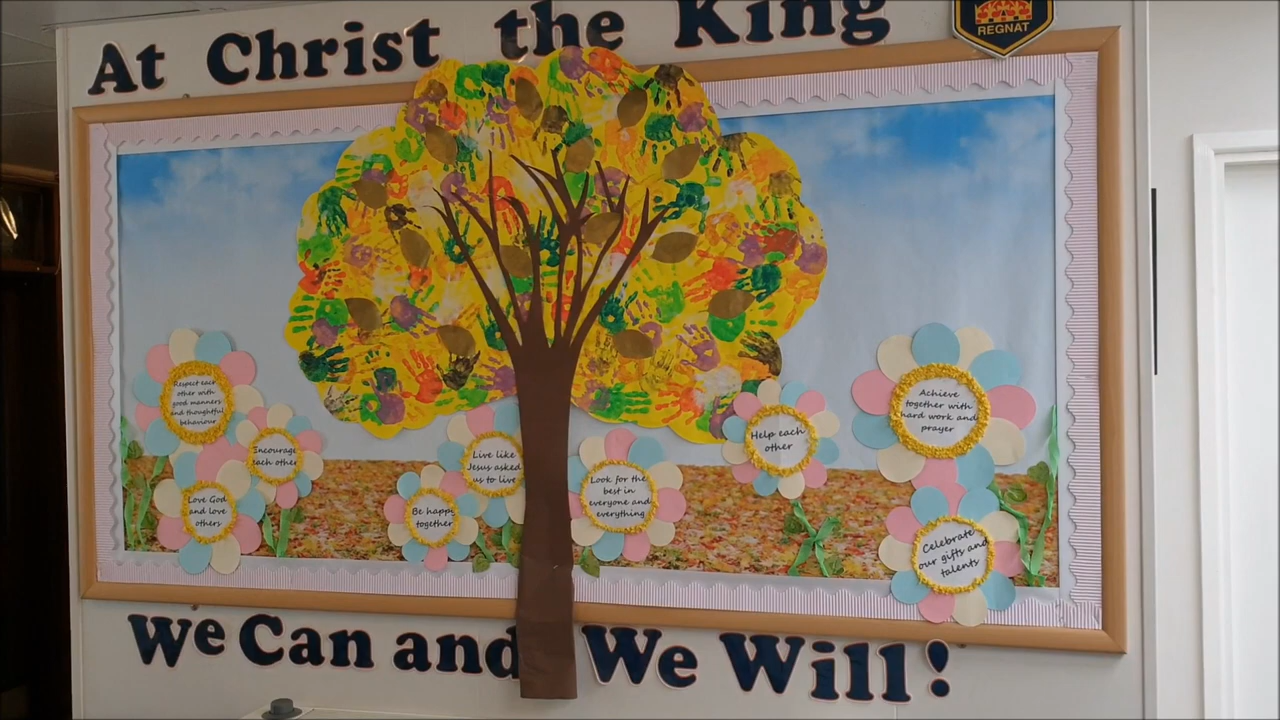 At Christ the King
REGNAT
Respect each
other with
good manners
and thoughtful
behaviour
Encourage
each other
Love God
and love
others
Live like
Jesus asked
us to live
Be happy
together
Look for the
best in
everyone and
everything
Help each
other
Achieve
together with
hard work and
prayer
Celebrate
our gifts and
talents
We Can and We Will!